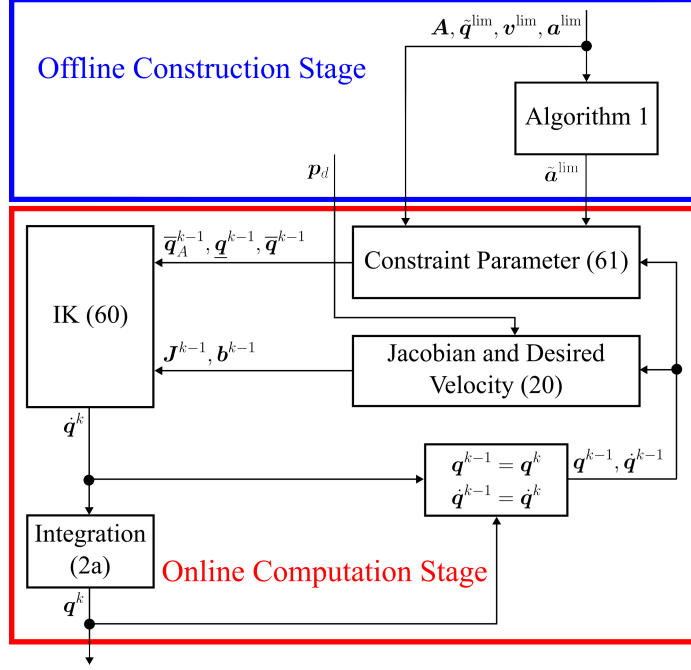 A, q̃^lim, v^lim, a^lim
Offline Construction Stage
Algorithm 1
p_d
ã^lim
q̅_A^{k−1}, q̲^{k−1}, q̅^{k−1}
Constraint Parameter (61)
IK (60)
J^{k−1}, b^{k−1}
Jacobian and Desired
Velocity (20)
q̇^k
q^{k−1} = q^k
q̇^{k−1} = q̇^k
q^{k−1}, q̇^{k−1}
Integration
(2a)
Online Computation Stage
q^k